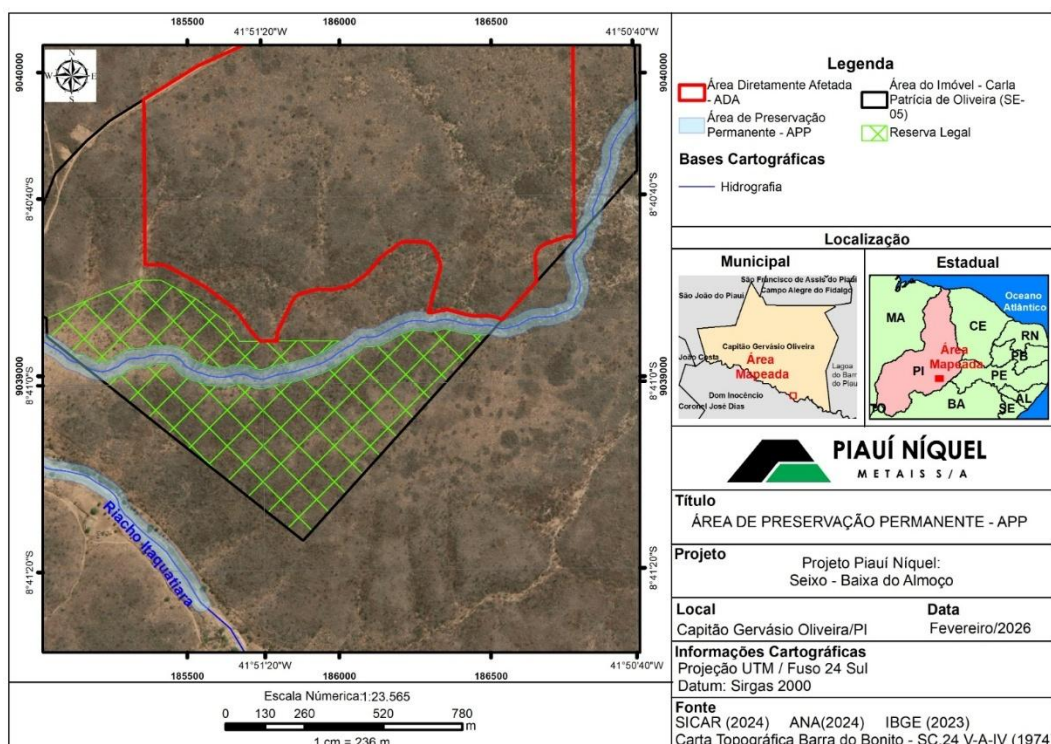 185500
186000
186500
41°51'20"W
41°50'40"W
N
W
E
S
9040000
9040000
8°40'40"S
8°40'40"S
9039000
9039000
8°41'0"S
8°41'0"S
8°41'20"S
8°41'20"S
Riacho Itaquatiara
41°51'20"W
41°50'40"W
185500
186000
186500
Escala Númerica:1:23.565
0 130 260 520 780
m
1 cm = 236 m
Legenda
Área Diretamente Afetada
- ADA
Área de Preservação
Permanente - APP
Área do Imóvel - Carla
Patrícia de Oliveira (SE-
05)
Reserva Legal
Bases Cartográficas
Hidrografia
Localização
Municipal
São Francisco de Assis do Piauí
Campo Alegre do Fidalgo
São João do Piauí
Capitão Gervásio Oliveira
João Costa
Área
Mapeada
Lagoa
do Barr
do Piauí
Dom Inocêncio
Coronel José Dias
Estadual
Oceano
Atlântico
MA
CE
RN
PB
Área
Mapeada
PI
PE
AL
TO
BA
SE
PIAUÍ NÍQUEL
METAIS S/A
Título
ÁREA DE PRESERVAÇÃO PERMANENTE - APP
Projeto
Projeto Piauí Níquel:
Seixo - Baixa do Almoço
Local
Capitão Gervásio Oliveira/PI
Data
Fevereiro/2026
Informações Cartográficas
Projeção UTM / Fuso 24 Sul
Datum: Sirgas 2000
Fonte
SICAR (2024) ANA(2024) IBGE (2023)
Carta Topográfica Barra do Bonito - SC.24 V-A-IV (1974